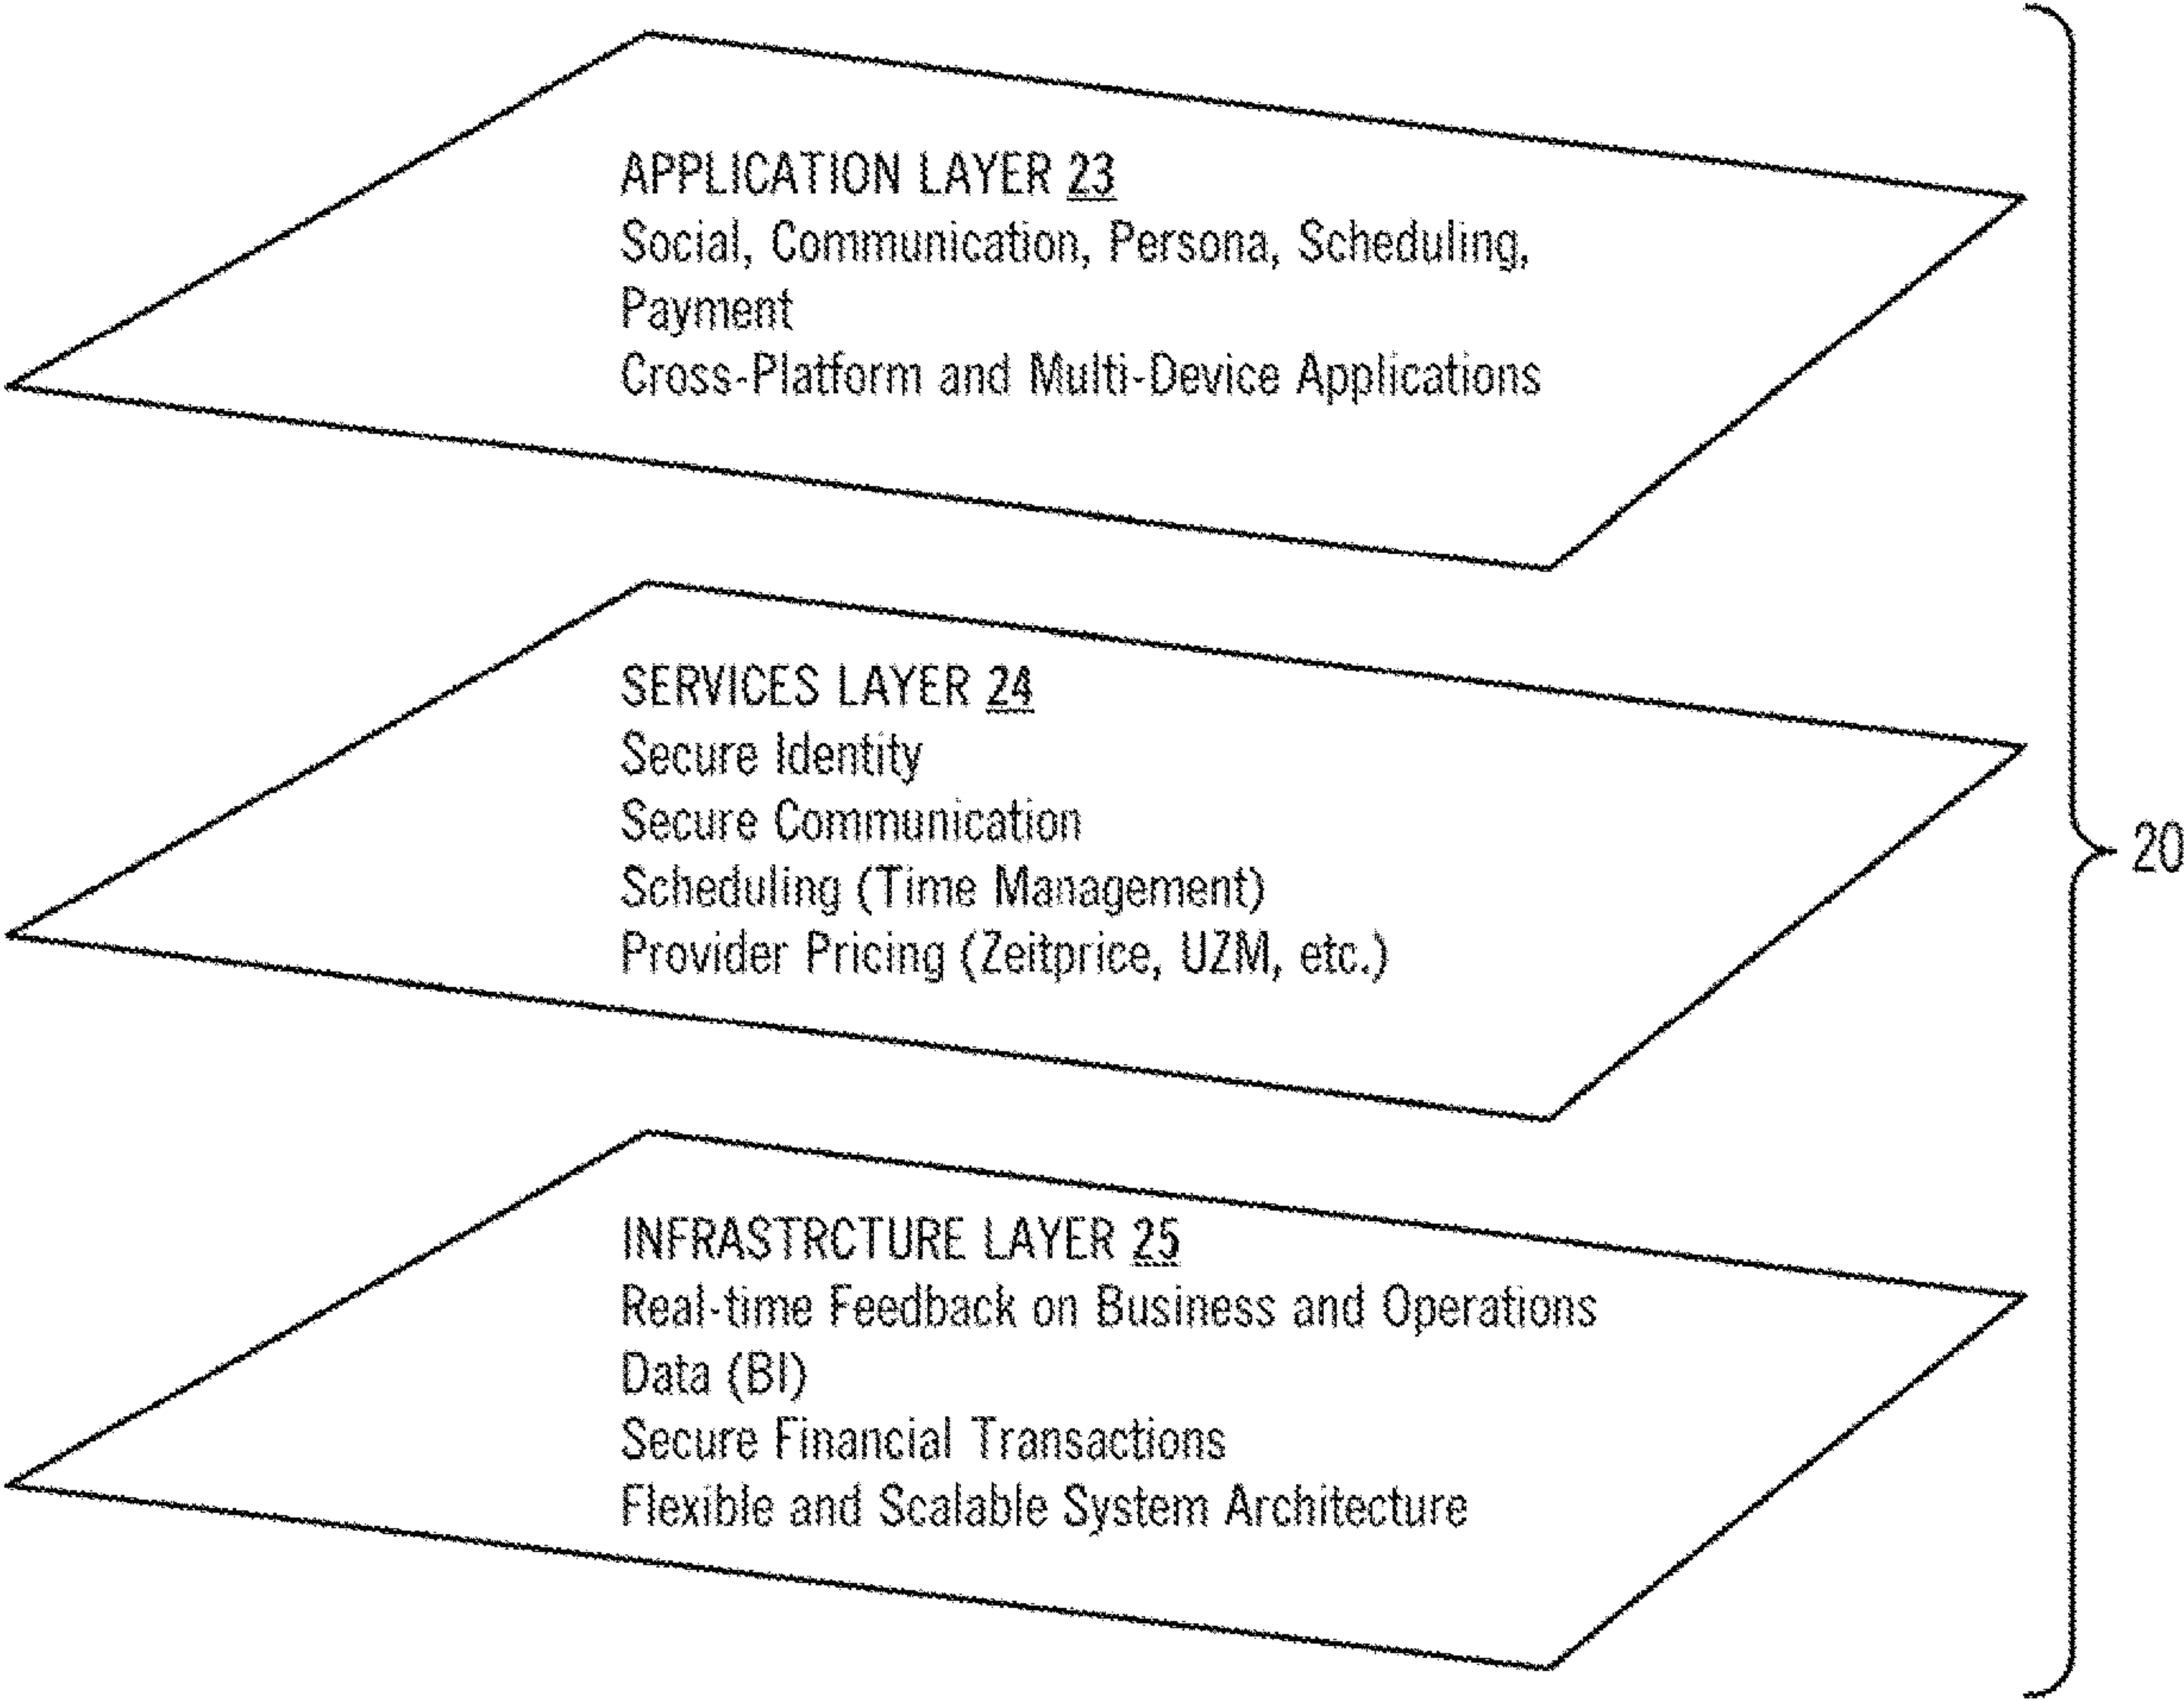 APPLICATION LAYER 23
Social, Communication, Persona, Scheduling,
Payment
Cross-Platform and Multi-Device Applications
SERVICES LAYER 24
Secure Identity
Secure Communication
Scheduling (Time Management)
Provider Pricing (Zeitprice, UZM, etc.)
20
INFRASTRCTURE LAYER 25
Real-time Feedback on Business and Operations
Data (BI)
Secure Financial Transactions
Flexible and Scalable System Architecture